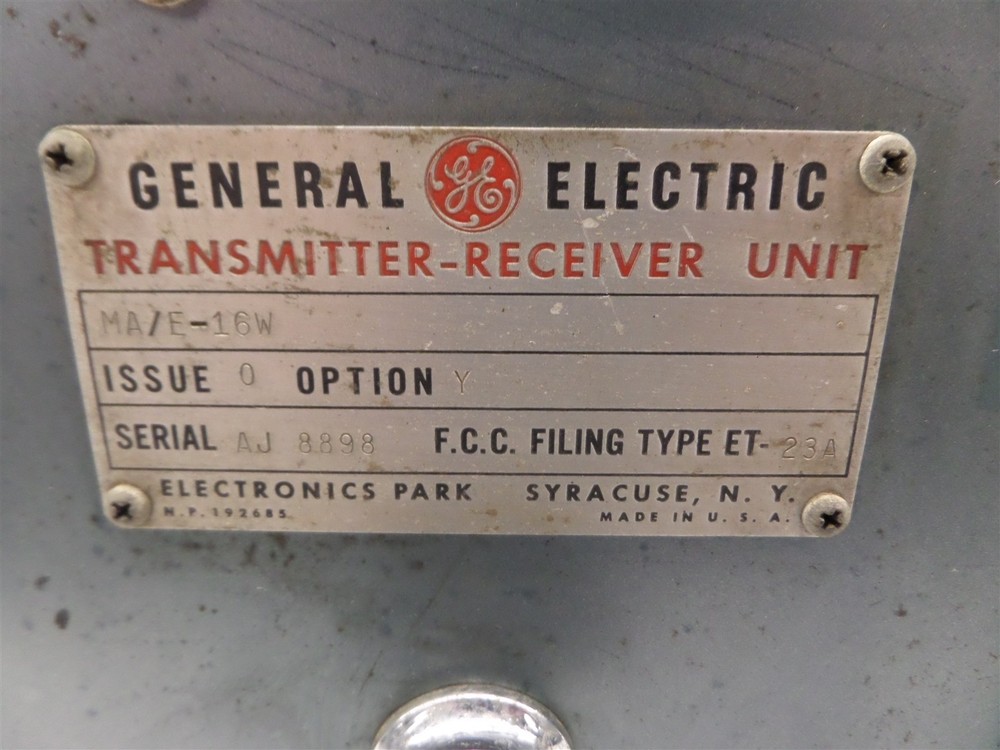 GENERAL GE ELECTRIC
TRANSMITTER-RECEIVER UNIT
MA/E-16W
ISSUE 0 OPTION Y
SERIAL AJ 8898 F.C.C. FILING TYPE ET-23A
ELECTRONICS PARK SYRACUSE, N. Y.
N.P. 192685 MADE IN U. S. A.